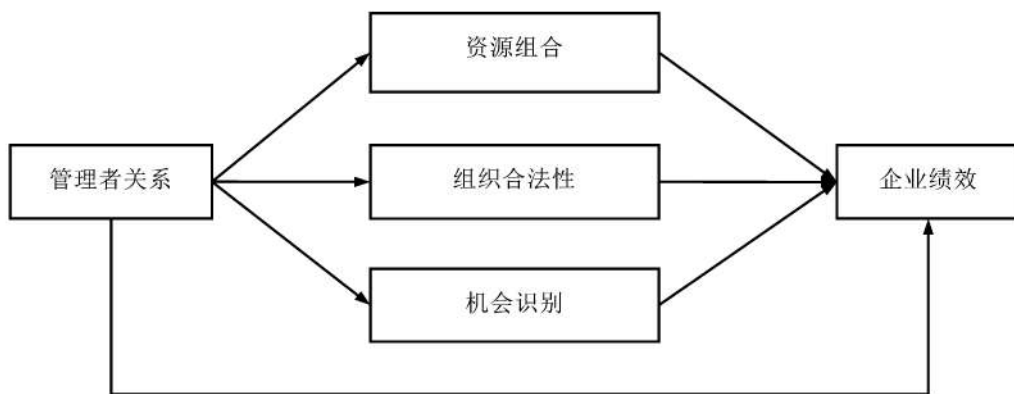 资源组合
管理者关系
组织合法性
企业绩效
机会识别